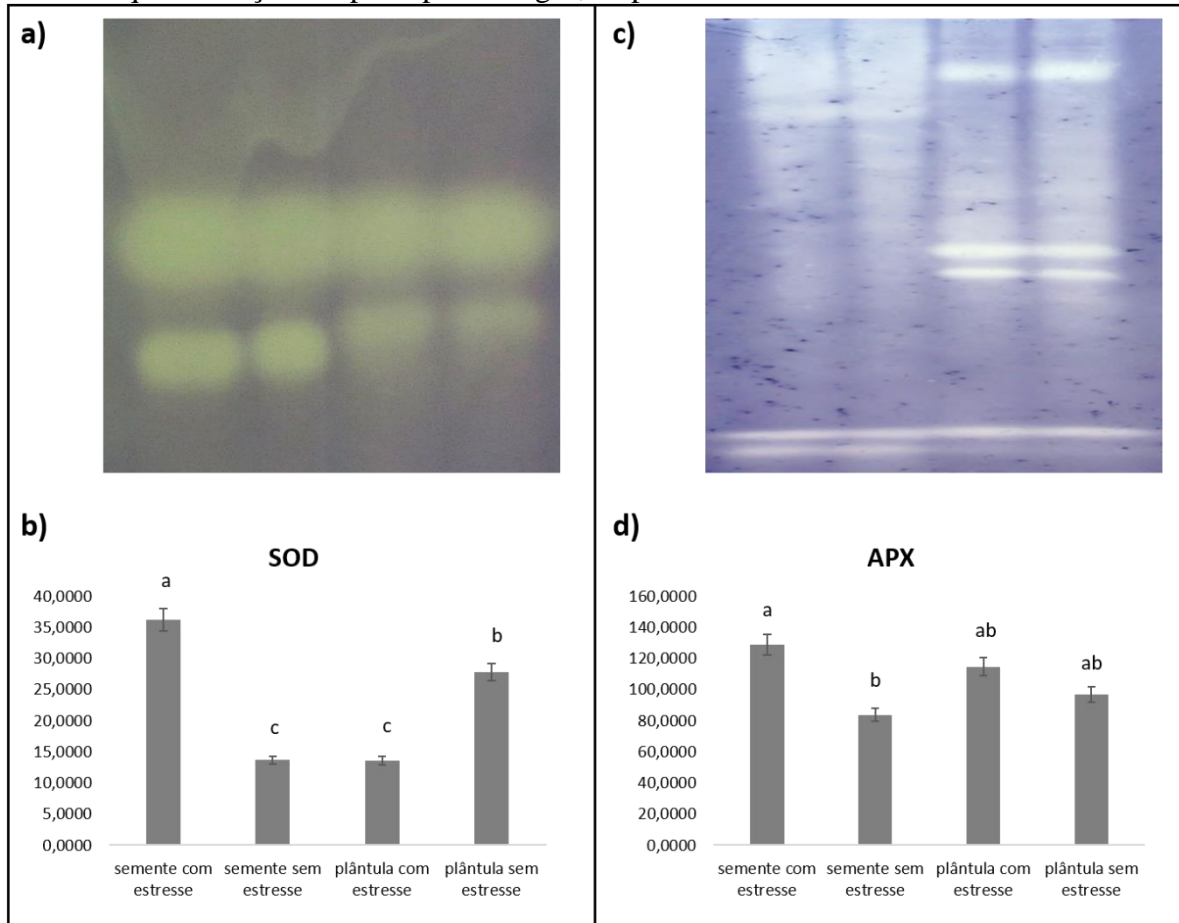 a)
c)
b)
SOD
40,0000
35,0000
30,0000
25,0000
20,0000
15,0000
10,0000
5,0000
0,0000
a
c
c
b
semente com estresse
semente sem estresse
plântula com estresse
plântula sem estresse
d)
APX
160,0000
140,0000
120,0000
100,0000
80,0000
60,0000
40,0000
20,0000
0,0000
a
b
ab
ab
semente com estresse
semente sem estresse
plântula com estresse
plântula sem estresse